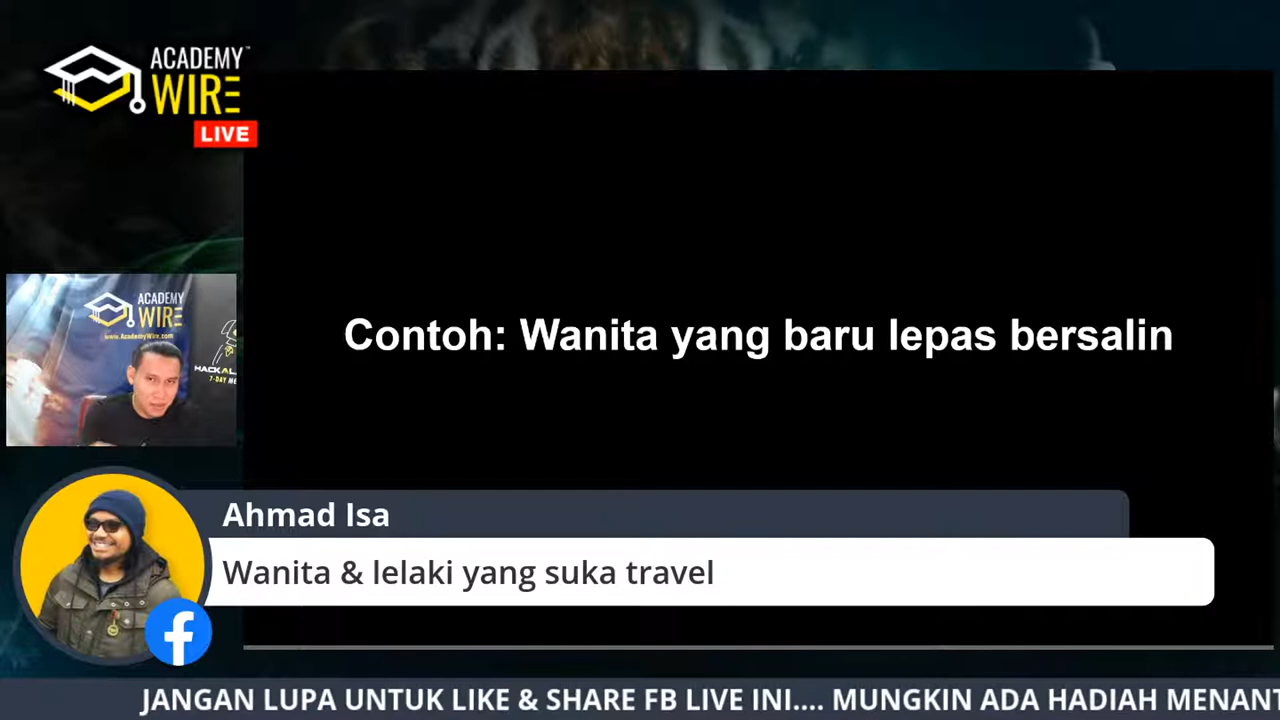 ACADEMY™
WIRE
LIVE
ACADEMY
WIRE
www.AcademyWire.com
Contoh: Wanita yang baru lepas bersalin
Ahmad Isa
Wanita & lelaki yang suka travel
JANGAN LUPA UNTUK LIKE & SHARE FB LIVE INI.... MUNGKIN ADA HADIAH MENANT